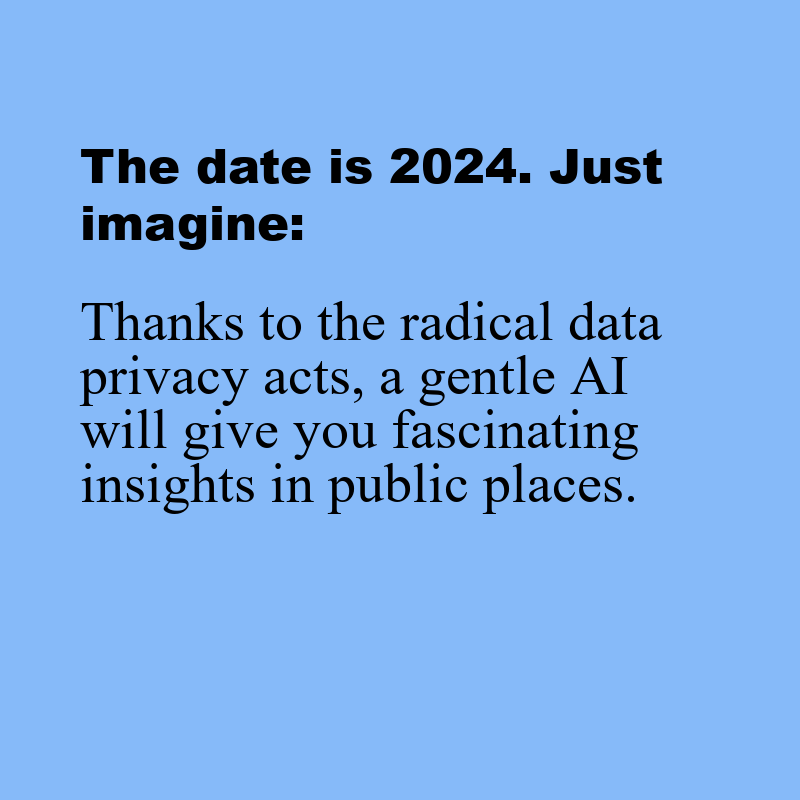 The date is 2024. Just
imagine:
Thanks to the radical data
privacy acts, a gentle AI
will give you fascinating
insights in public places.